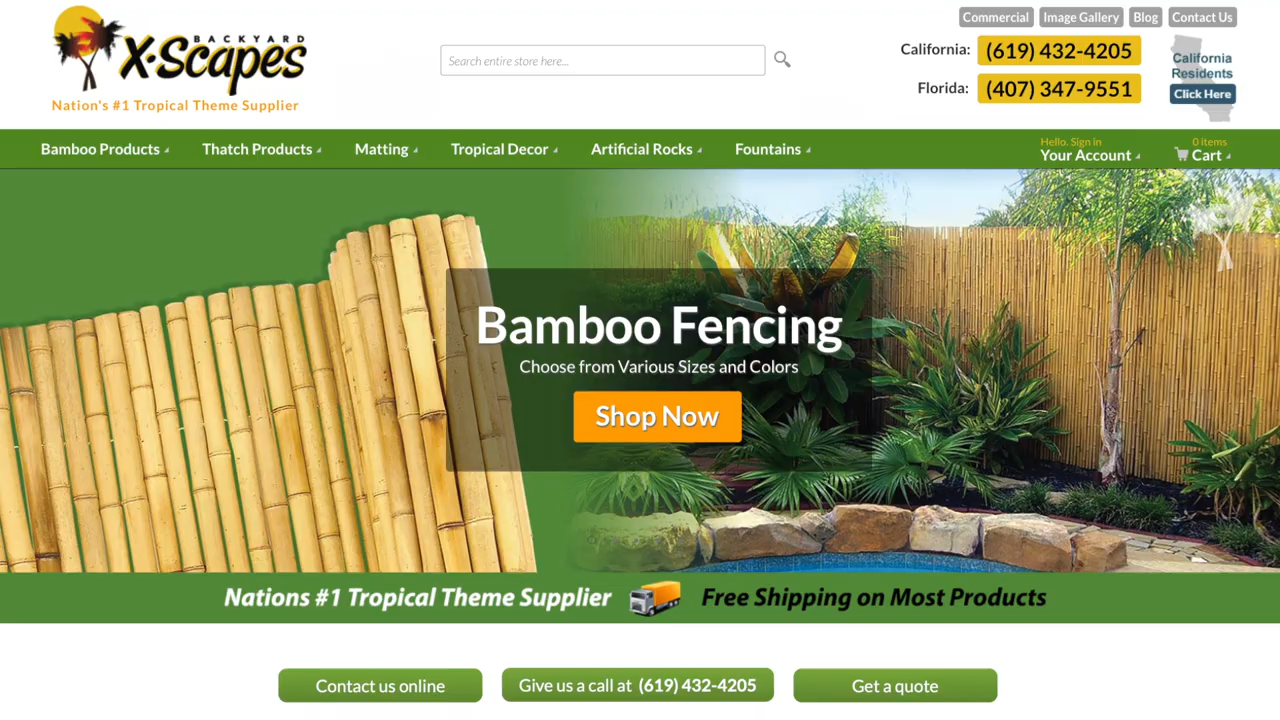 BACKYARD
X-Scapes
Nation's #1 Tropical Theme Supplier
Search entire store here...
Commercial
Image Gallery
Blog
Contact Us
California: (619) 432-4205
Florida: (407) 347-9551
California
Residents
Click Here
Bamboo Products
Thatch Products
Matting
Tropical Decor
Artificial Rocks
Fountains
Hello. Sign in
Your Account
0 items
Cart
Bamboo Fencing
Choose from Various Sizes and Colors
Shop Now
Nations #1 Tropical Theme Supplier
Free Shipping on Most Products
Contact us online
Give us a call at (619) 432-4205
Get a quote